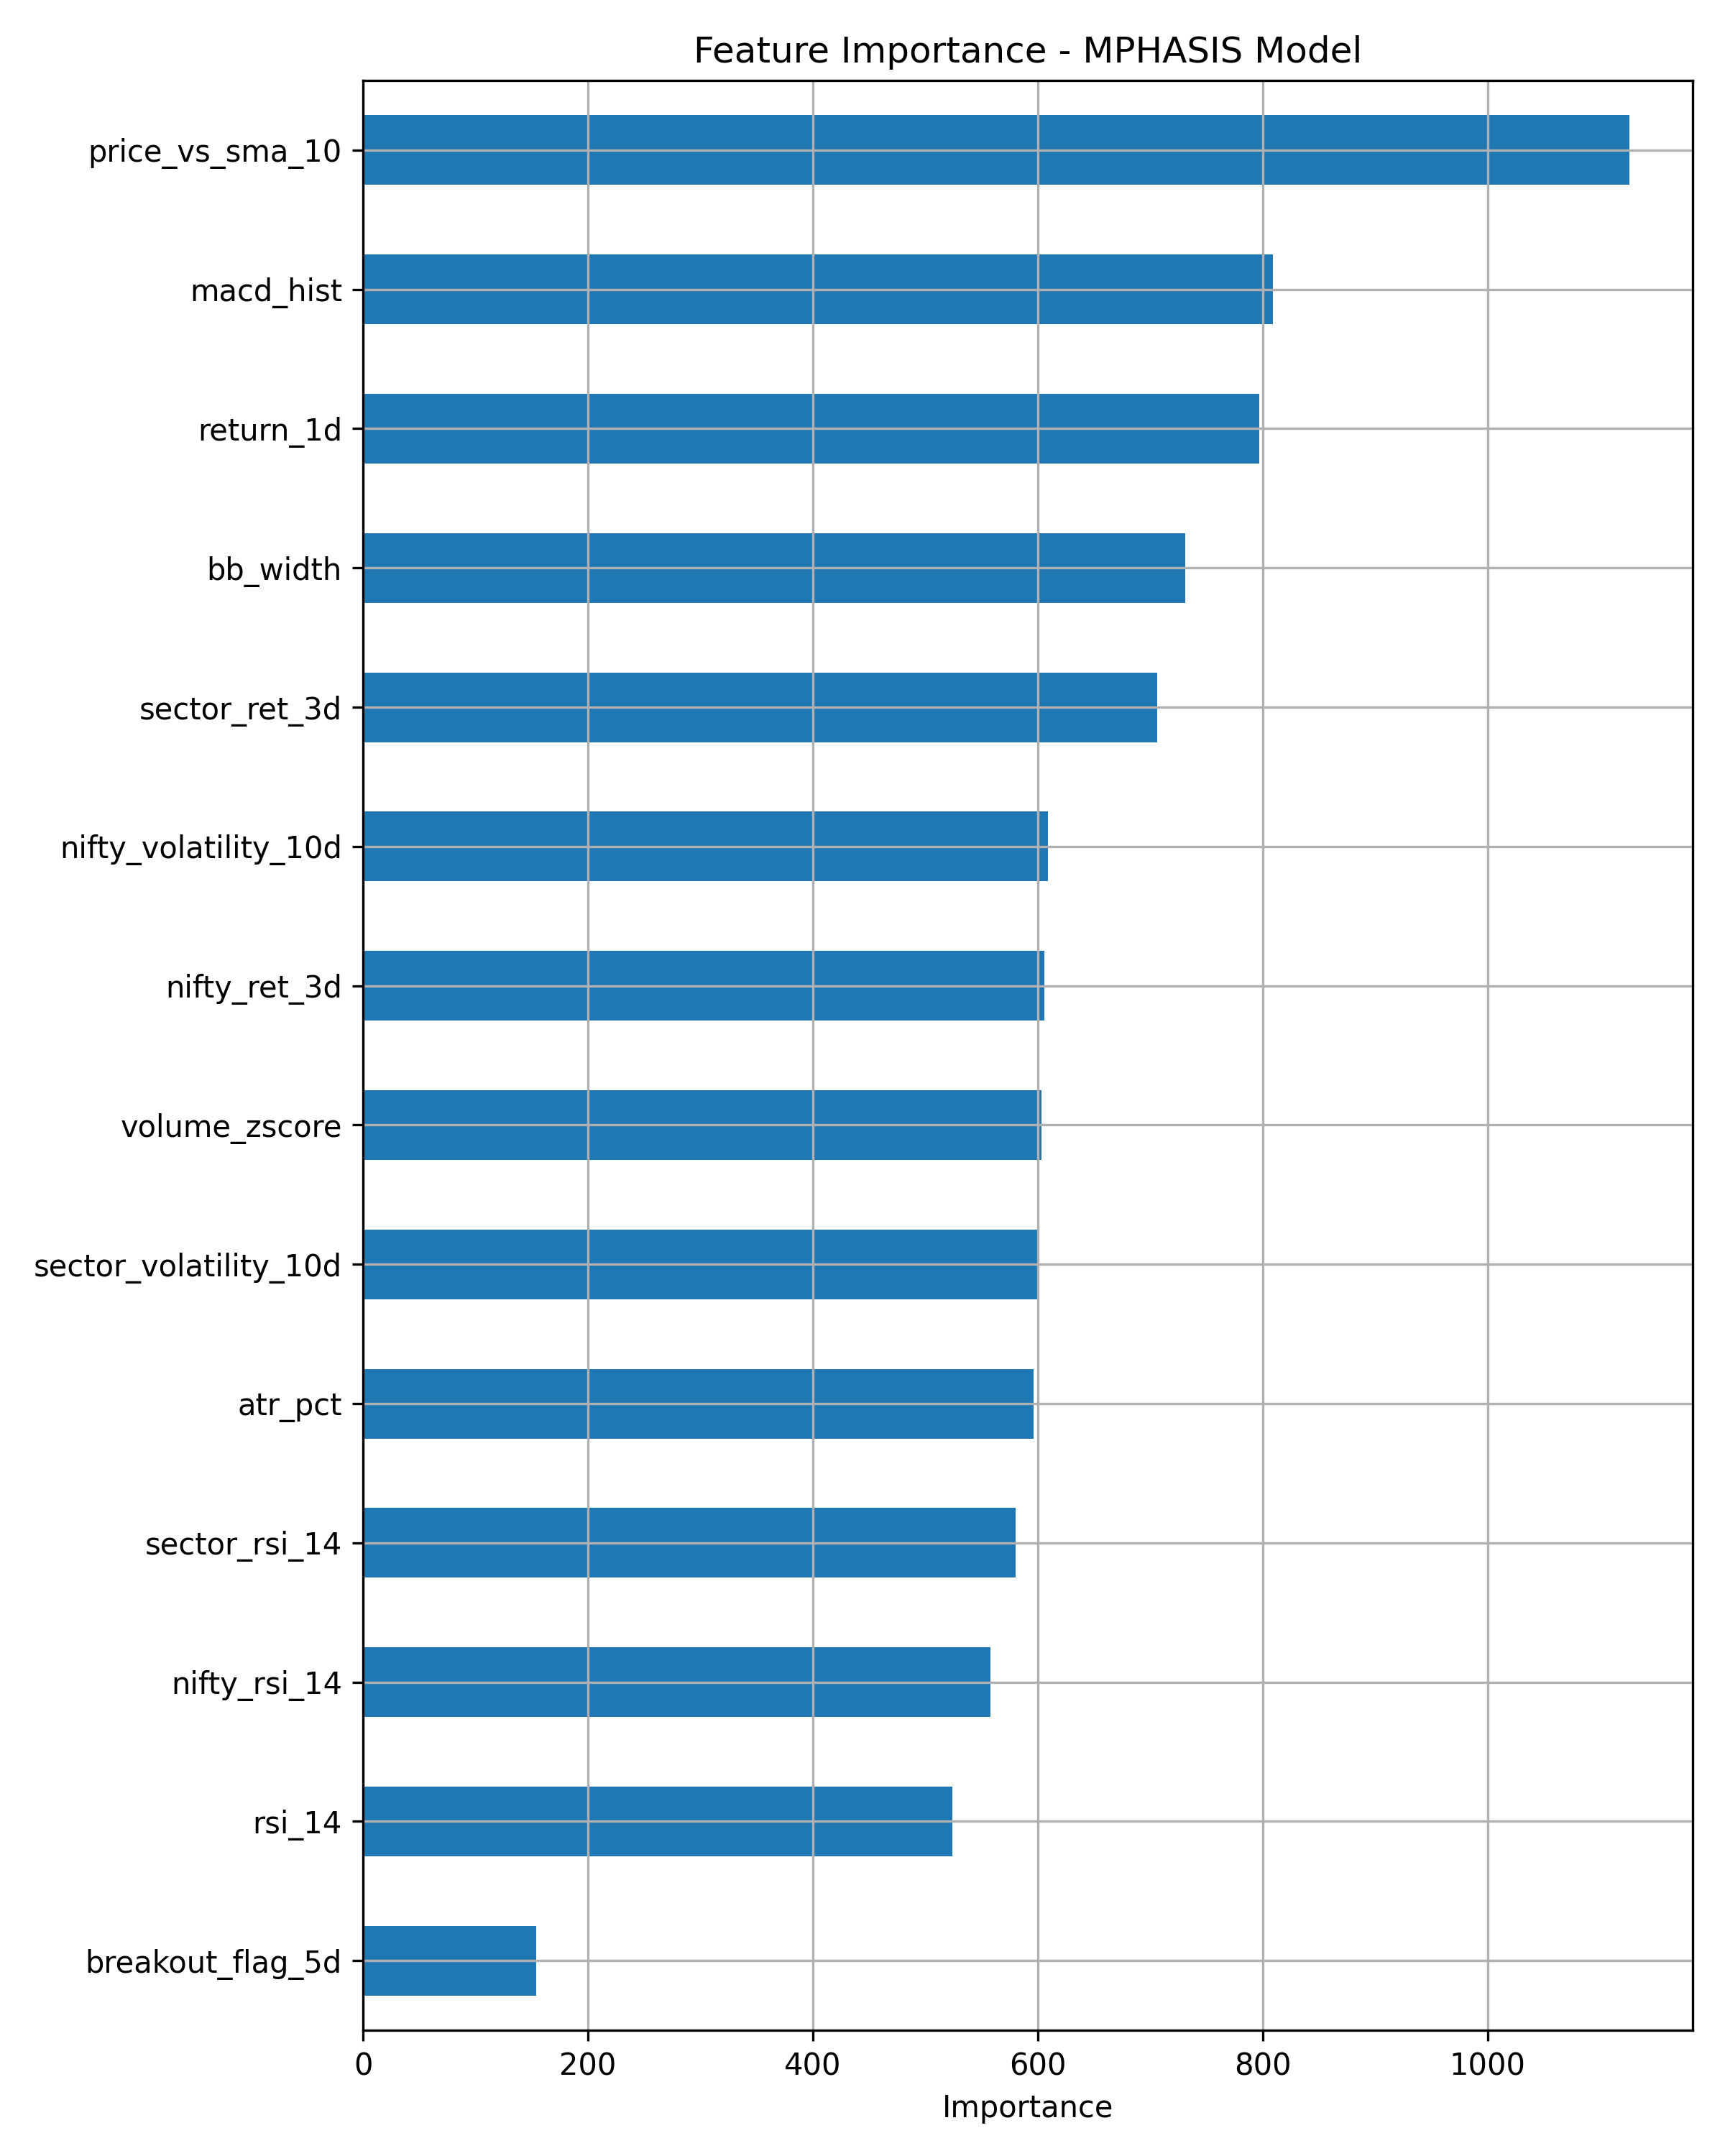 Feature Importance - MPHASIS Model
price_vs_sma_10
macd_hist
return_1d
bb_width
sector_ret_3d
nifty_volatility_10d
nifty_ret_3d
volume_zscore
sector_volatility_10d
atr_pct
sector_rsi_14
nifty_rsi_14
rsi_14
breakout_flag_5d
0 200 400 600 800 1000
Importance